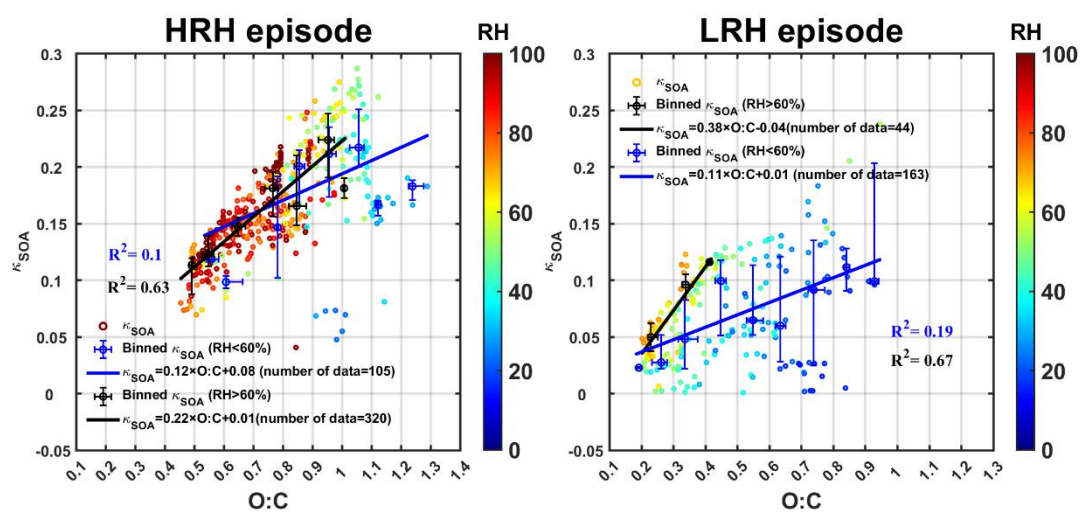 HRH episode
RH
0.3
0.25
0.2
0.15
0.1
0.05
0
-0.05
κSOA
R²= 0.1
R²= 0.63
κSOA
Binned κSOA (RH<60%)
κSOA=0.12×O:C+0.08 (number of data=105)
Binned κSOA (RH>60%)
κSOA=0.22×O:C+0.01(number of data=320)
0.1 0.2 0.3 0.4 0.5 0.6 0.7 0.8 0.9 1 1.1 1.2 1.3 1.4
O:C
100
80
60
40
20
0
LRH episode
RH
0.3
0.25
0.2
0.15
0.1
0.05
0
-0.05
κSOA
κSOA
Binned κSOA (RH>60%)
κSOA=0.38×O:C-0.04(number of data=44)
Binned κSOA (RH<60%)
κSOA=0.11×O:C+0.01 (number of data=163)
R²= 0.19
R²= 0.67
0.1 0.2 0.3 0.4 0.5 0.6 0.7 0.8 0.9 1 1.1 1.2 1.3
O:C
100
80
60
40
20
0